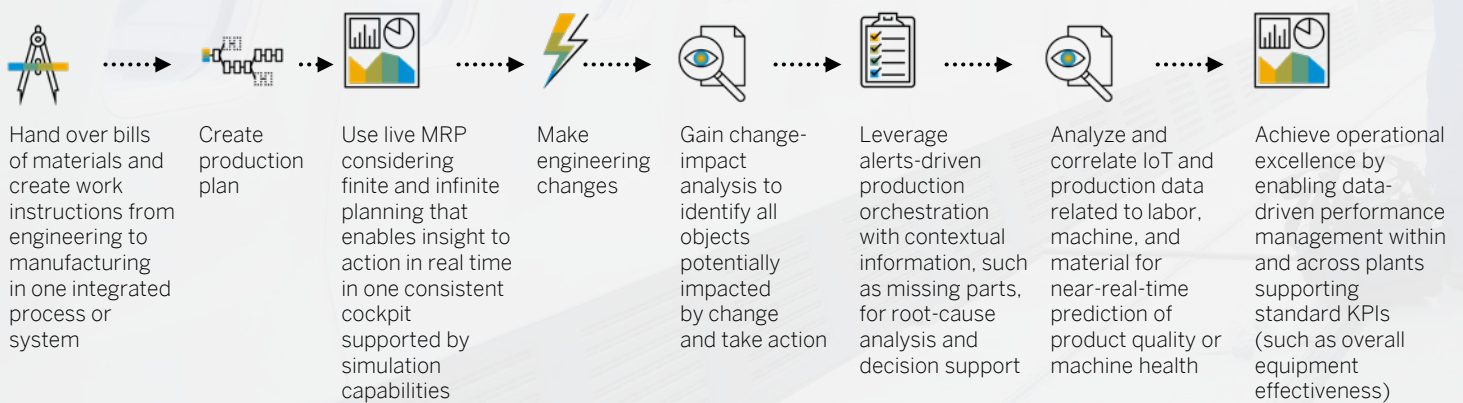 Hand over bills
of materials and
create work
instructions from
engineering to
manufacturing
in one integrated
process or
system
Create
production
plan
Use live MRP
considering
finite and infinite
planning that
enables insight to
action in real time
in one consistent
cockpit
supported by
simulation
capabilities
Make
engineering
changes
Gain change-
impact
analysis to
identify all
objects
potentially
impacted
by change
and take action
Leverage
alerts-driven
production
orchestration
with contextual
information, such
as missing parts,
for root-cause
analysis and
decision support
Analyze and
correlate IoT and
production data
related to labor,
machine, and
material for
near-real-time
prediction of
product quality or
machine health
Achieve operational
excellence by
enabling data-
driven performance
management within
and across plants
supporting
standard KPIs
(such as overall
equipment
effectiveness)